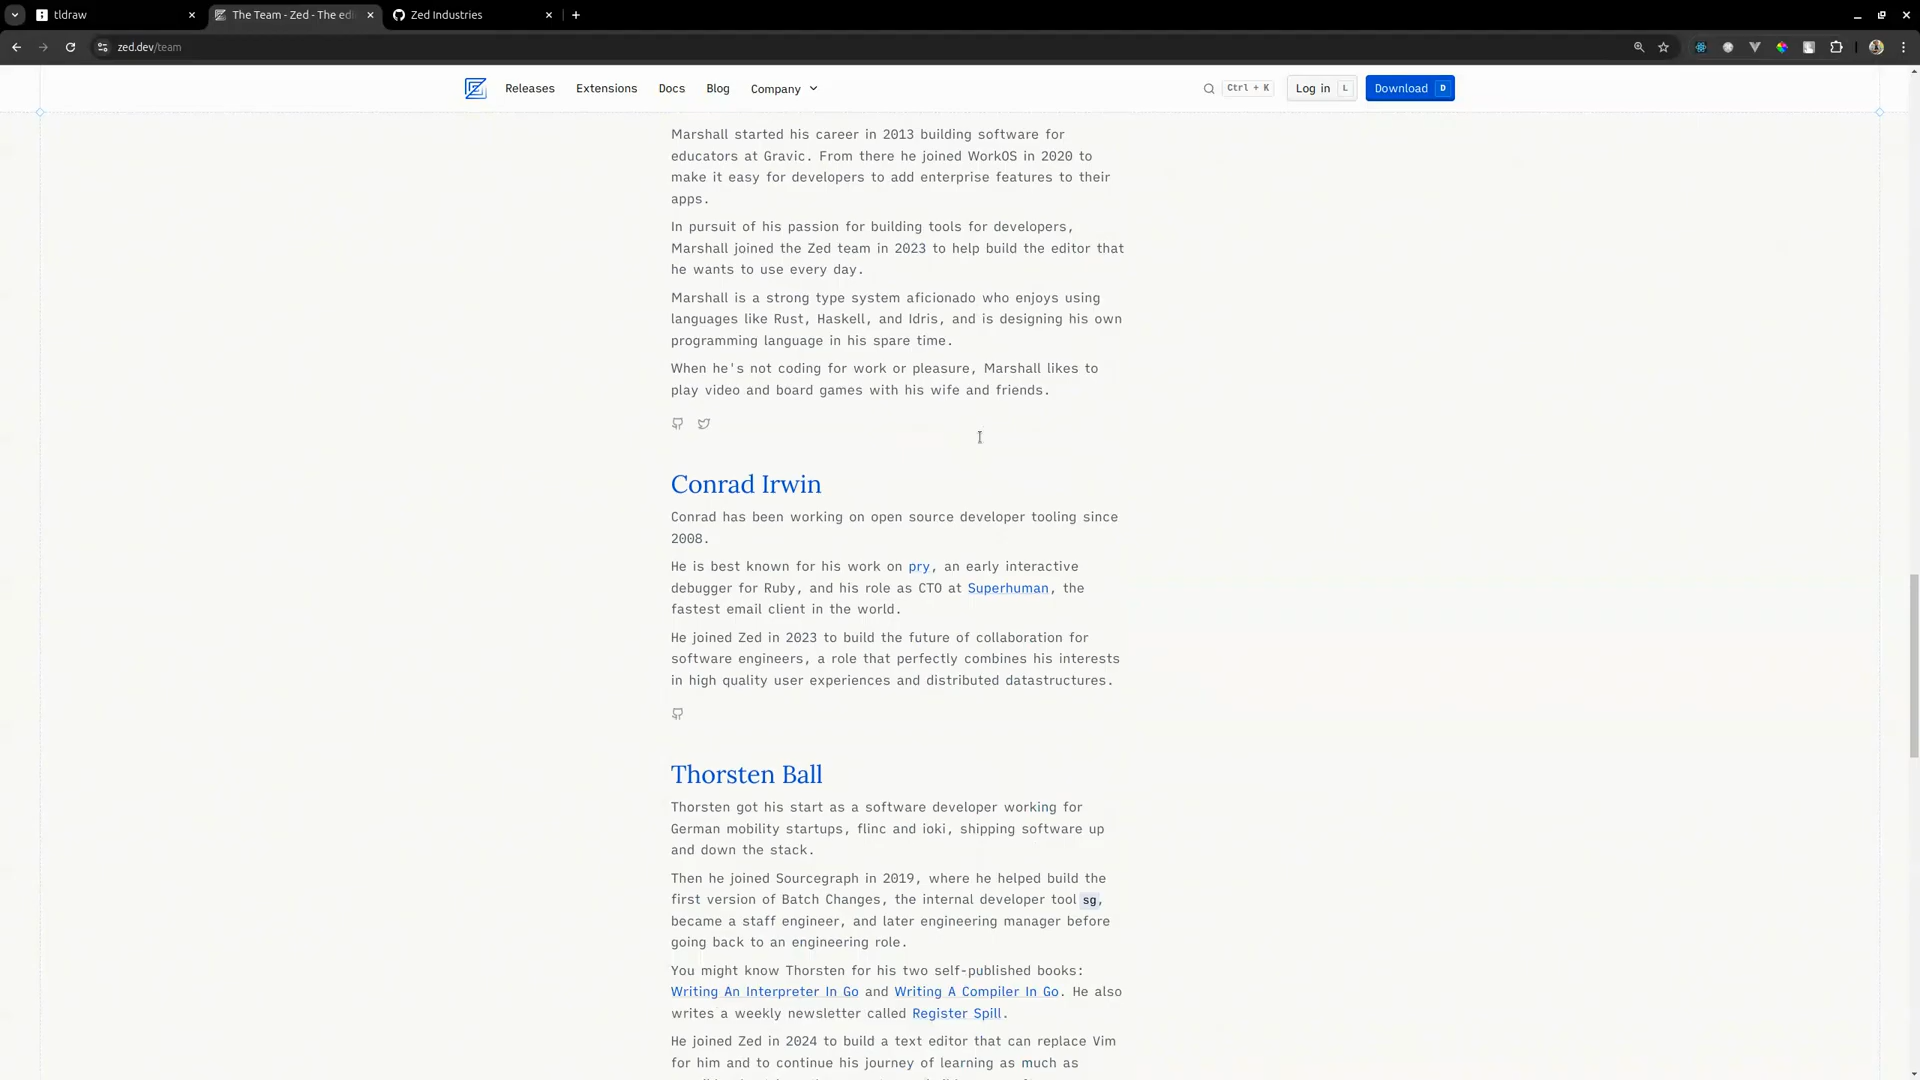 tldraw
The Team - Zed - The edi
Zed Industries
zed.dev/team
Releases
Extensions
Docs
Blog
Company
Ctrl + K
Log in L
Download D
Marshall started his career in 2013 building software for
educators at Gravic. From there he joined WorkOS in 2020 to
make it easy for developers to add enterprise features to their
apps.
In pursuit of his passion for building tools for developers,
Marshall joined the Zed team in 2023 to help build the editor that
he wants to use every day.
Marshall is a strong type system aficionado who enjoys using
languages like Rust, Haskell, and Idris, and is designing his own
programming language in his spare time.
When he's not coding for work or pleasure, Marshall likes to
play video and board games with his wife and friends.
Conrad Irwin
Conrad has been working on open source developer tooling since
2008.
He is best known for his work on pry, an early interactive
debugger for Ruby, and his role as CTO at Superhuman, the
fastest email client in the world.
He joined Zed in 2023 to build the future of collaboration for
software engineers, a role that perfectly combines his interests
in high quality user experiences and distributed datastructures.
Thorsten Ball
Thorsten got his start as a software developer working for
German mobility startups, flinc and ioki, shipping software up
and down the stack.
Then he joined Sourcegraph in 2019, where he helped build the
first version of Batch Changes, the internal developer tool sg,
became a staff engineer, and later engineering manager before
going back to an engineering role.
You might know Thorsten for his two self-published books:
Writing An Interpreter In Go and Writing A Compiler In Go. He also
writes a weekly newsletter called Register Spill.
He joined Zed in 2024 to build a text editor that can replace Vim
for him and to continue his journey of learning as much as